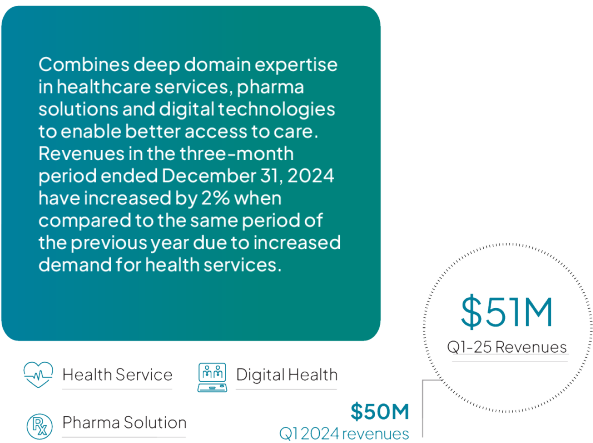 Combines deep domain expertise
in healthcare services, pharma
solutions and digital technologies
to enable better access to care.
Revenues in the three-month
period ended December 31, 2024
have increased by 2% when
compared to the same period of
the previous year due to increased
demand for health services.
$51M
Q1-25 Revenues
Health Service
Digital Health
Rx
Pharma Solution
$50M
Q1 2024 revenues